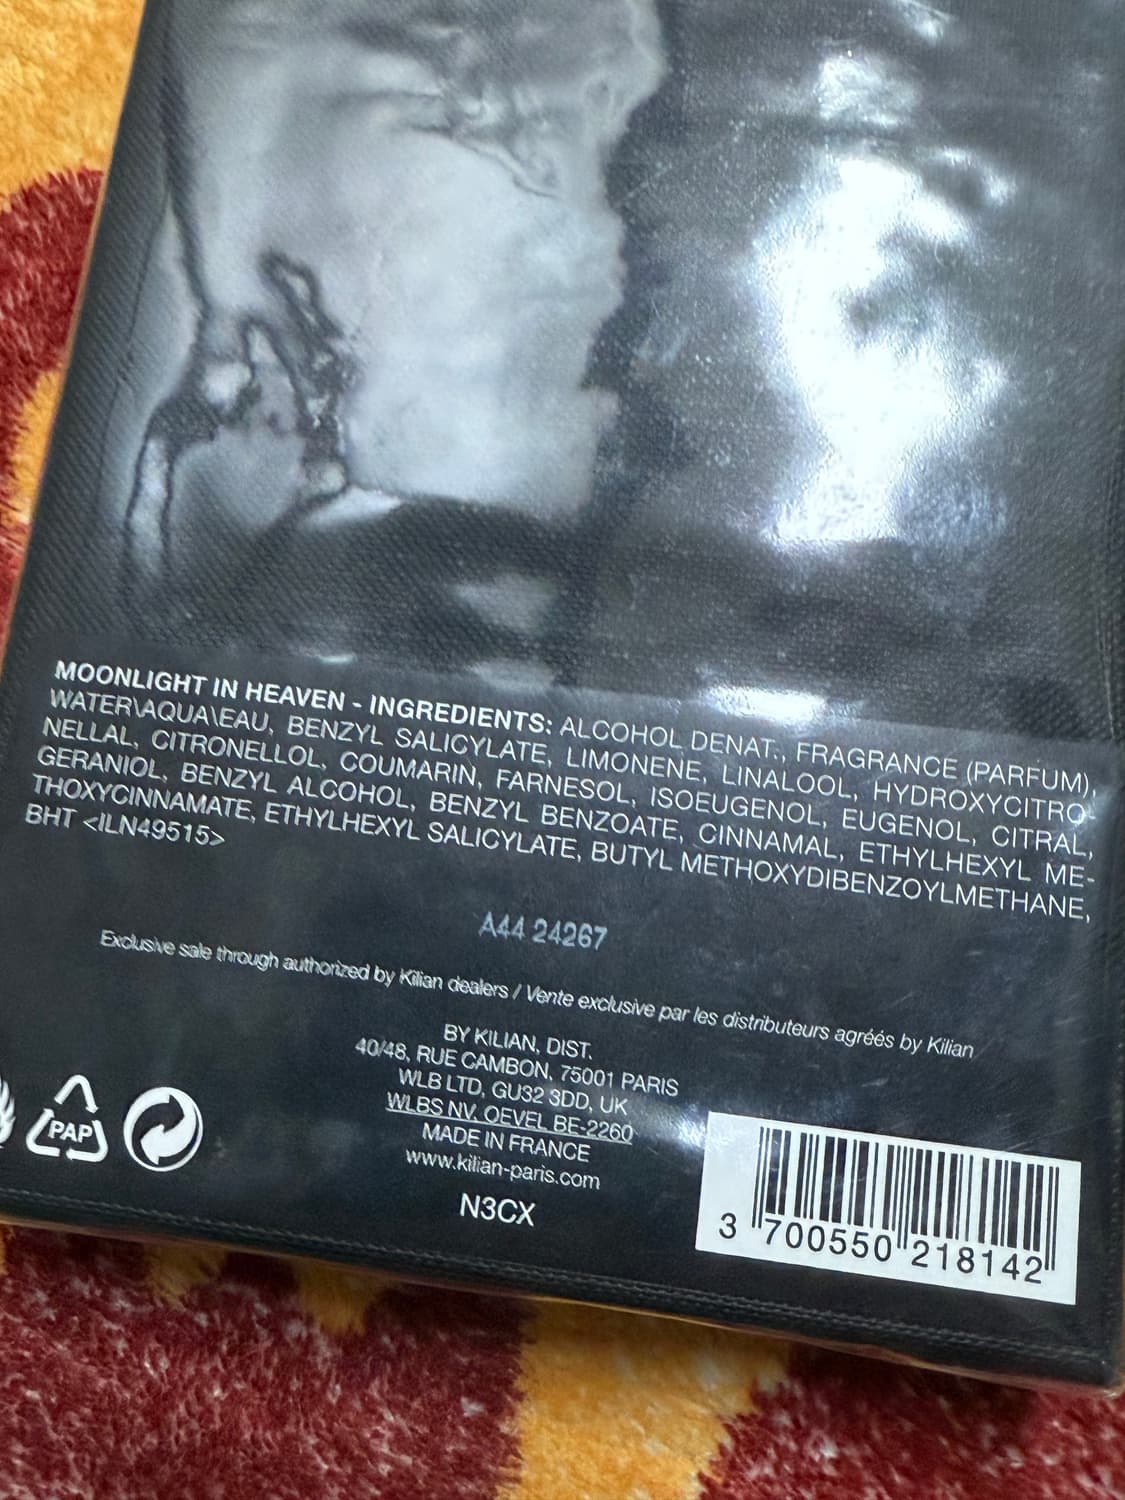 MOONLIGHT IN HEAVEN - INGREDIENTS: ALCOHOL DENAT., FRAGRANCE (PARFUM),
WATER\AQUA\EAU, BENZYL SALICYLATE, LIMONENE, LINALOOL, HYDROXYCITRO-
NELLAL, CITRONELLOL, COUMARIN, FARNESOL, ISOEUGENOL, EUGENOL, CITRAL,
GERANIOL, BENZYL ALCOHOL, BENZYL BENZOATE, CINNAMAL, ETHYLHEXYL ME-
THOXYCINNAMATE, ETHYLHEXYL SALICYLATE, BUTYL METHOXYDIBENZOYLMETHANE,
BHT <ILN49515>
A44 24267
Exclusive sale through authorized by Kilian dealers / Vente exclusive par les distributeurs agréés by Kilian
BY KILIAN, DIST.
40/48, RUE CAMBON, 75001 PARIS
WLB LTD, GU32 3DD, UK
WLBS NV, OEVEL BE-2260
MADE IN FRANCE
www.kilian-paris.com
N3CX
PAP
3 700550 218142